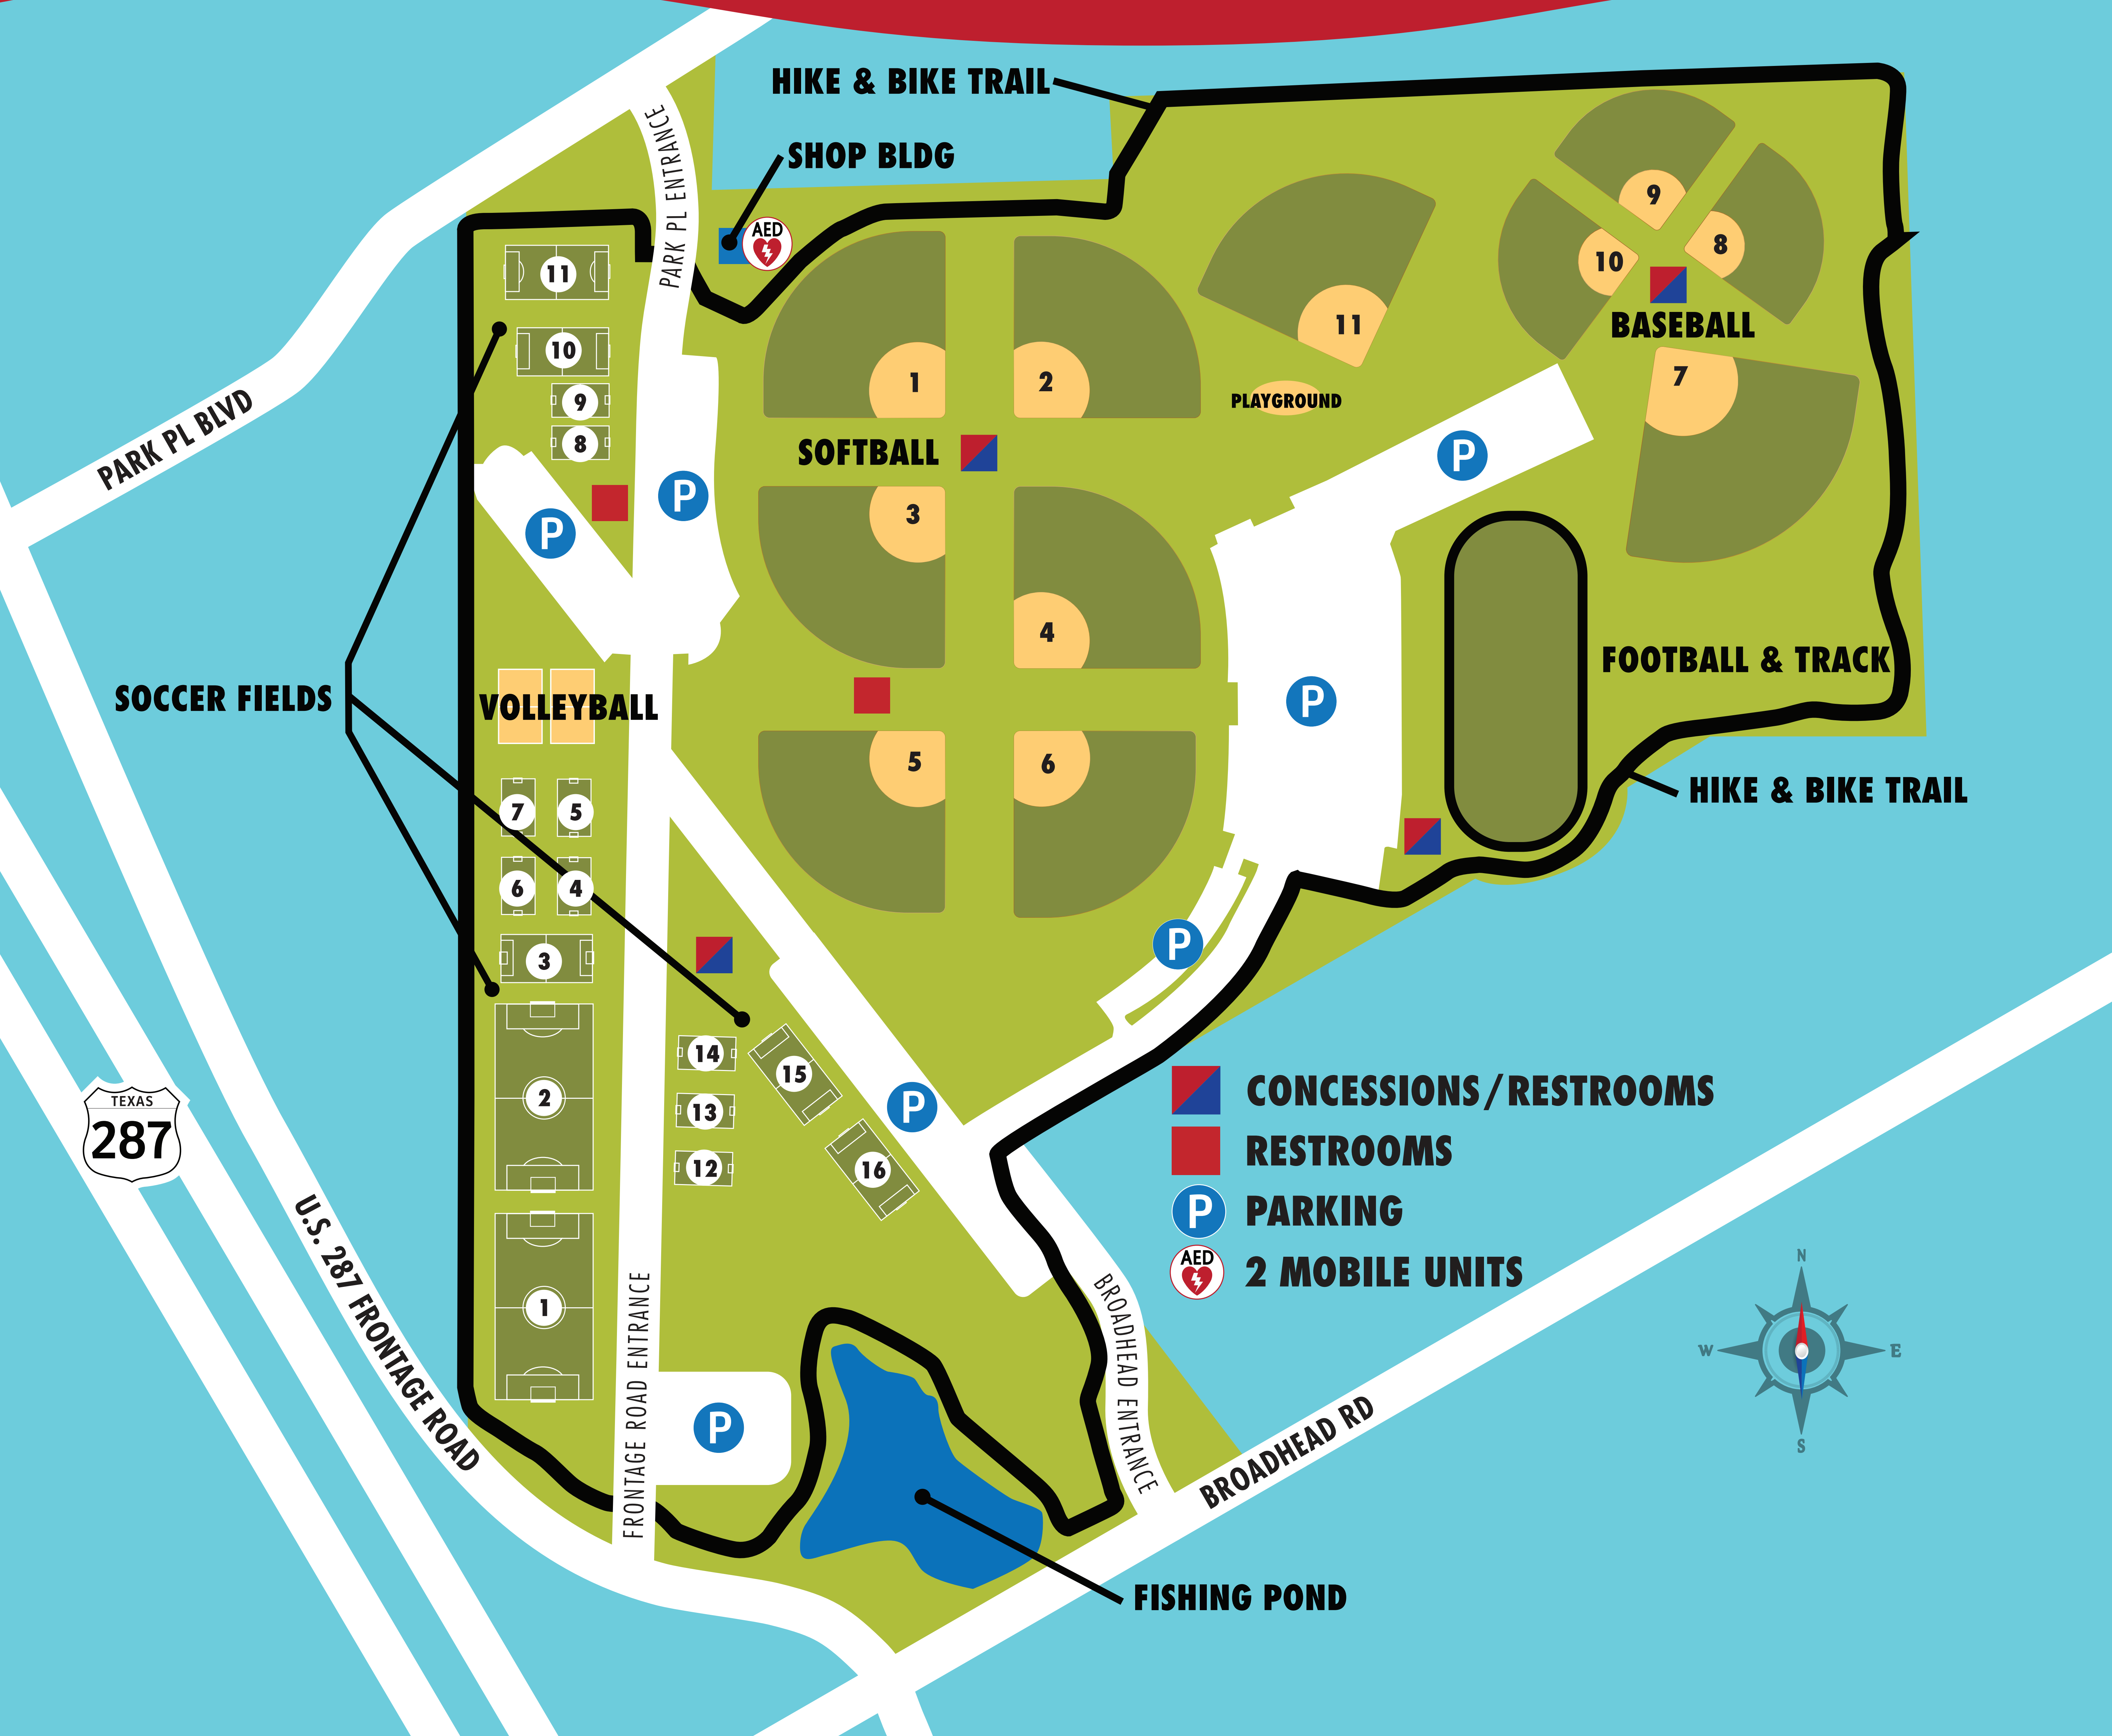 HIKE & BIKE TRAIL
SHOP BLDG
AED
PARK PL ENTRANCE
PARK PL BLVD
11
10
9
8
P
P
SOFTBALL
1
2
3
4
5
6
11
PLAYGROUND
9
10
8
BASEBALL
7
P
P
FOOTBALL & TRACK
HIKE & BIKE TRAIL
SOCCER FIELDS
VOLLEYBALL
7
5
6
4
3
2
1
14
13
12
15
16
P
P
P
TEXAS
287
U.S. 287 FRONTAGE ROAD
FRONTAGE ROAD ENTRANCE
BROADHEAD ENTRANCE
BROADHEAD RD
FISHING POND
CONCESSIONS/RESTROOMS
RESTROOMS
P PARKING
AED 2 MOBILE UNITS
N
W
E
S